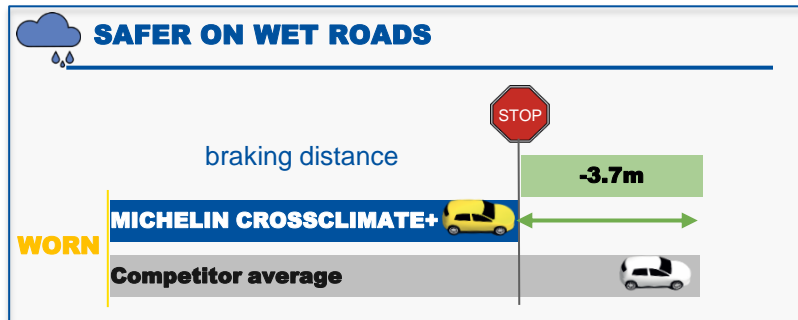 SAFER ON WET ROADS
STOP
braking distance
-3.7m
MICHELIN CROSSCLIMATE+
WORN
Competitor average